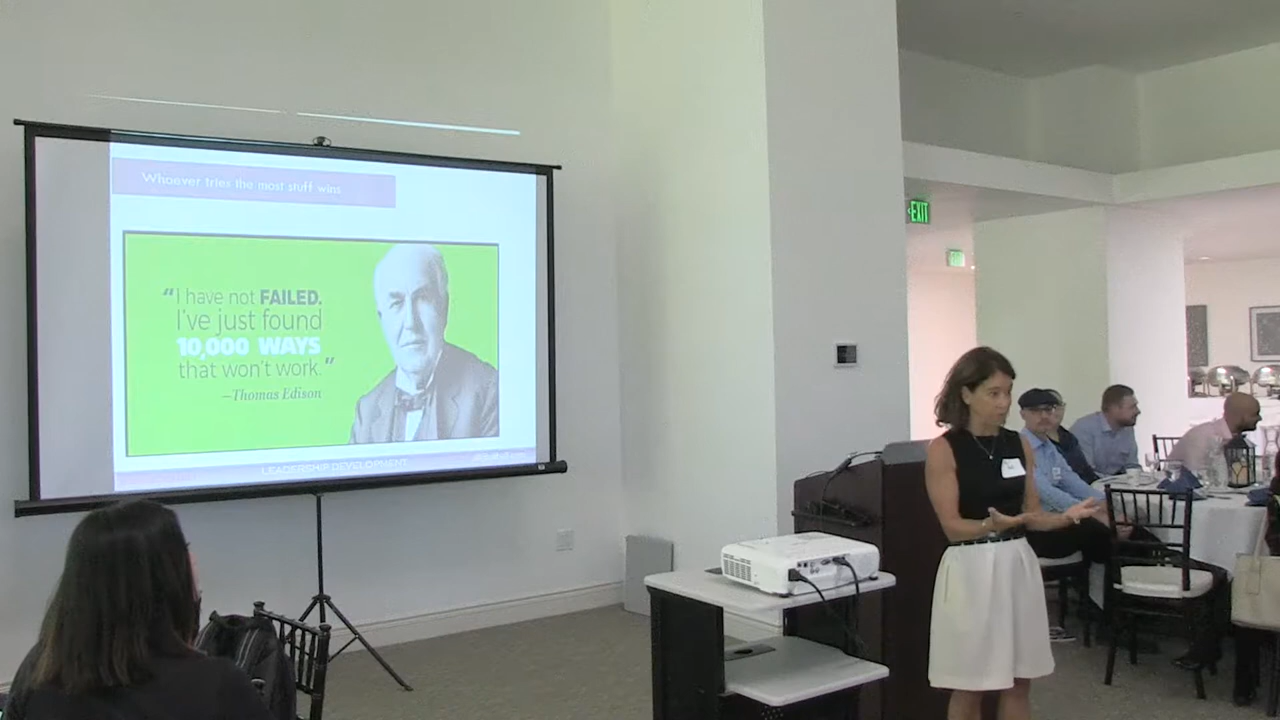 Whoever tries the most stuff wins
"I have not FAILED.
I've just found
10,000 WAYS
that won't work."
—Thomas Edison
LEADERSHIP DEVELOPMENT
EXIT